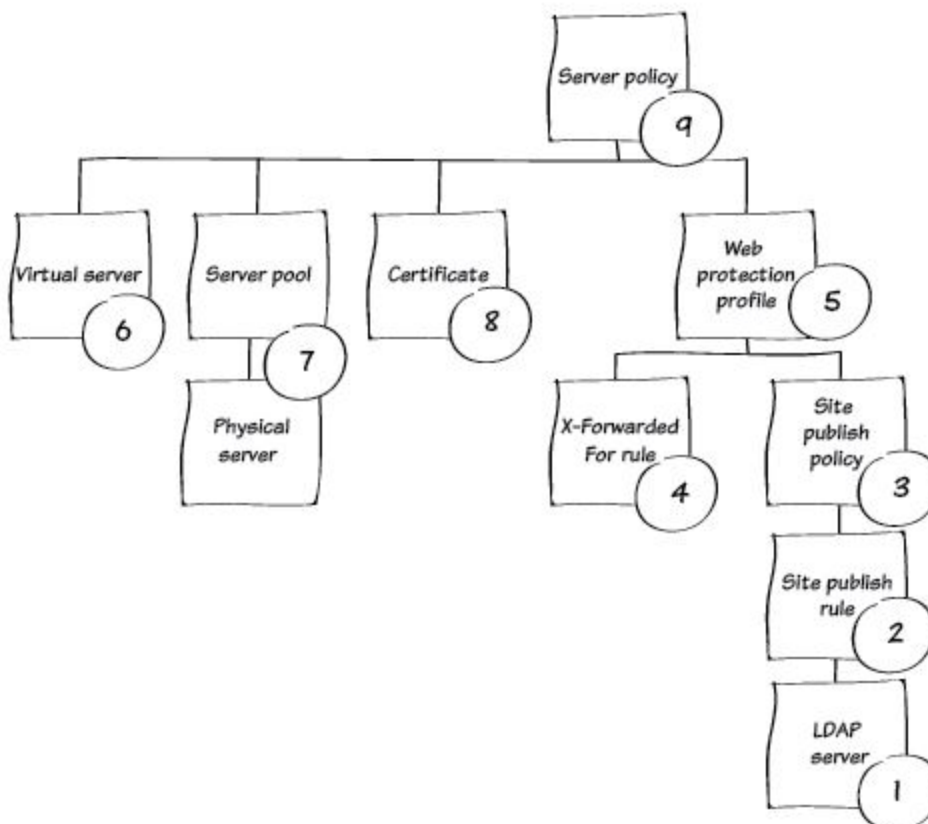 Server policy
9
Virtual server
6
Server pool
7
Certificate
8
Web
protection
profile
5
Physical
server
X-Forwarded
For rule
4
Site
publish
policy
3
Site publish
rule
2
LDAP
server
1